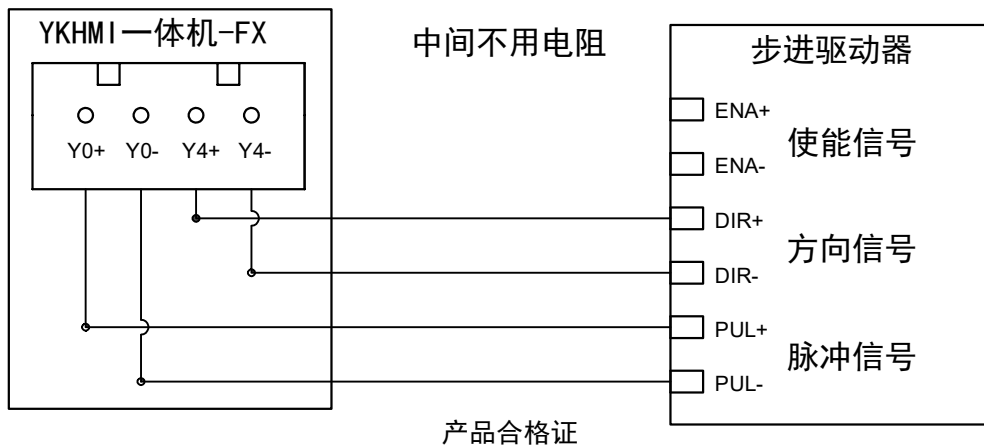 YKHMI一体机-FX
中间不用电阻
步进驱动器
Y0+ Y0- Y4+ Y4-
ENA+
使能信号
ENA-
DIR+
方向信号
DIR-
PUL+
脉冲信号
PUL-
产品合格证